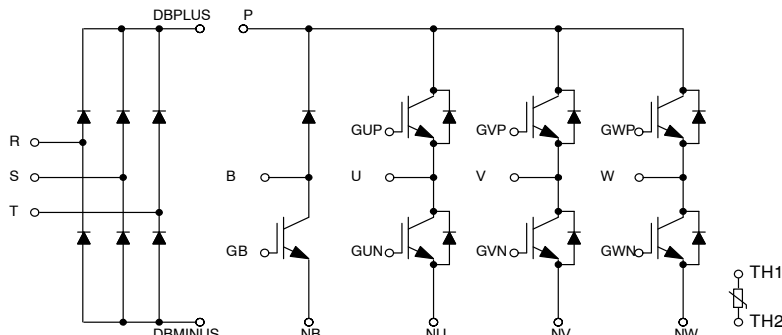 DBPLUS P
GUP GVP GWP
R
S B U V W
T
GB GUN GVN GWN
TH1
TH2
DBMINUS NB NU NV NW